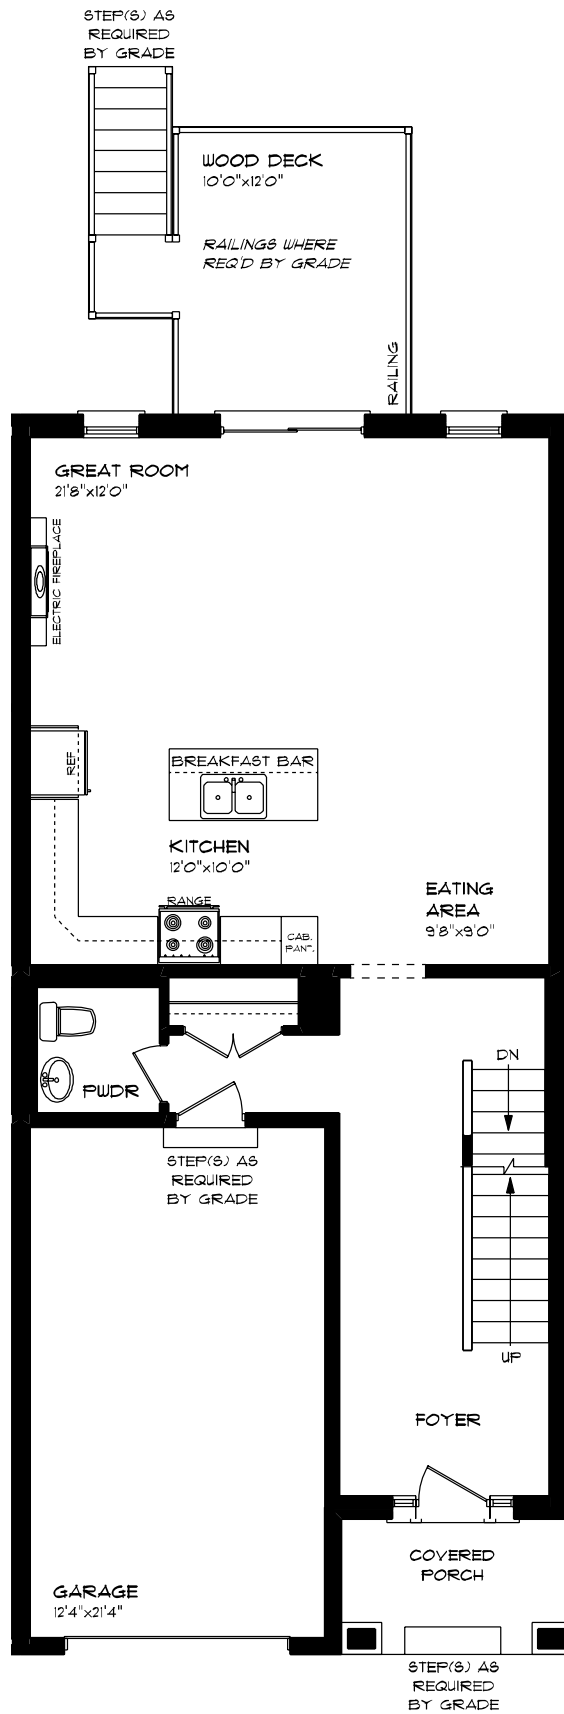 STEP(S) AS
REQUIRED
BY GRADE
WOOD DECK
10'0"x12'0"
RAILINGS WHERE
REQ'D BY GRADE
RAILING
GREAT ROOM
21'8"x12'0"
ELECTRIC FIREPLACE
REF
BREAKFAST BAR
KITCHEN
12'0"x10'0"
RANGE
CAB.
PANT.
EATING
AREA
9'8"x9'0"
PWDR
DN
STEP(S) AS
REQUIRED
BY GRADE
UP
FOYER
COVERED
PORCH
GARAGE
12'4"x21'4"
STEP(S) AS
REQUIRED
BY GRADE